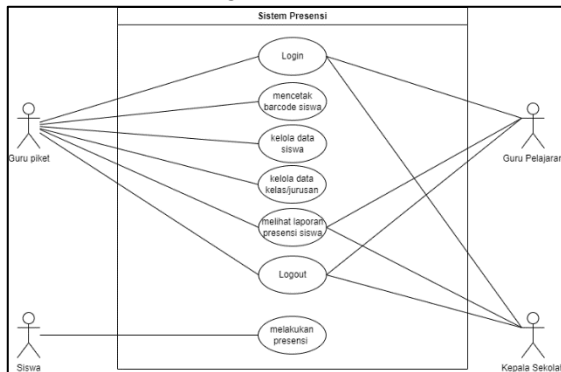 Sistem Presensi
Login
mencetak
barcode siswa
kelola data
siswa
kelola data
kelas/jurusan
melihat laporan
presensi siswa
Logout
melakukan
presensi
Guru piket
Guru Pelajaran
Siswa
Kepala Sekolah